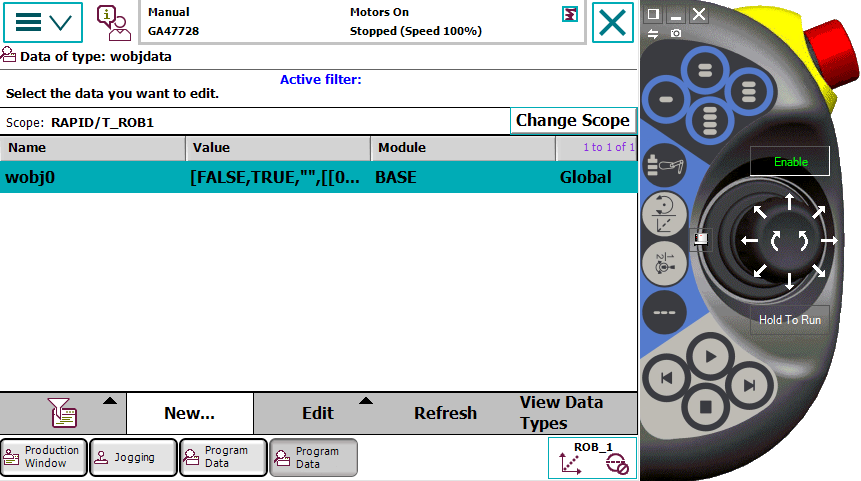 Manual
GA47728
Motors On
Stopped (Speed 100%)
Data of type: wobjdata
Active filter:
Select the data you want to edit.
Scope: RAPID/T_ROB1
Change Scope
Name Value Module 1 to 1 of 1
wobj0 [FALSE,TRUE,"",[[0... BASE Global
New...
Edit
Refresh
View Data
Types
Production
Window
Jogging
Program
Data
Program
Data
ROB_1
1/2
Enable
Hold To Run